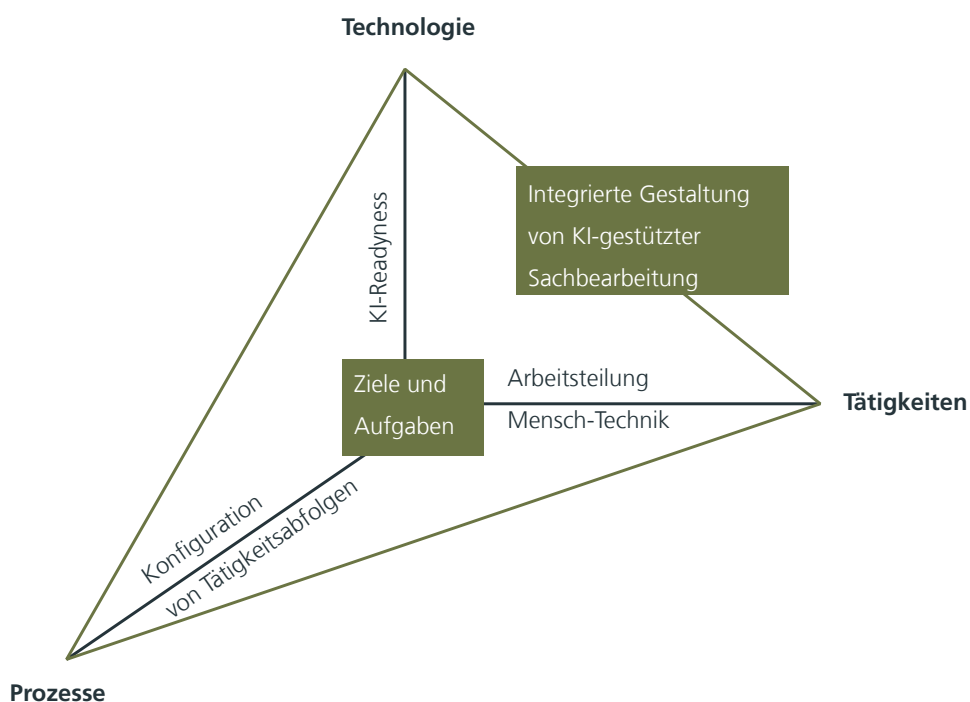 Technologie
Integrierte Gestaltung
von KI-gestützter
Sachbearbeitung
KI-Readyness
Ziele und
Aufgaben
Arbeitsteilung
Mensch-Technik
Tätigkeiten
Konfiguration
von Tätigkeitsabfolgen
Prozesse